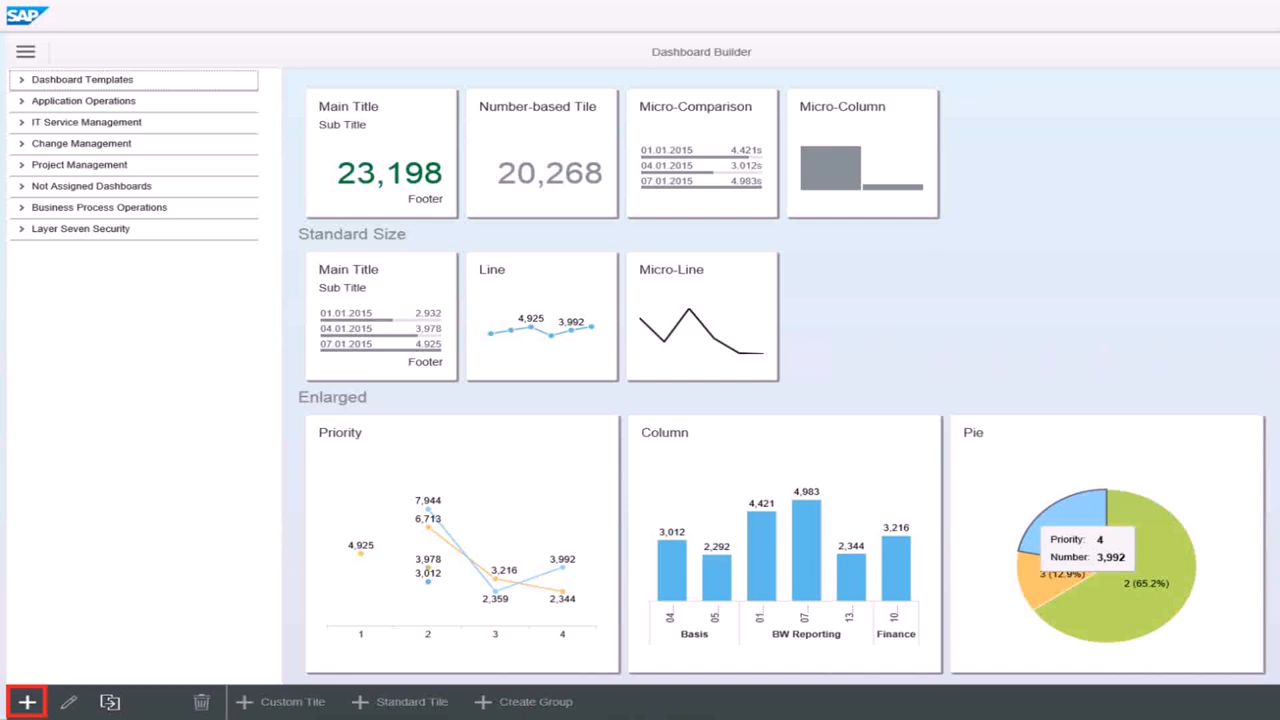 SAP
Dashboard Builder
Dashboard Templates
Application Operations
IT Service Management
Change Management
Project Management
Not Assigned Dashboards
Business Process Operations
Layer Seven Security
Main Title
Sub Title
23,198
Footer
Number-based Tile
20,268
Micro-Comparison
01.01.2015 4.421s
04.01.2015 3.012s
07.01.2015 4.983s
Micro-Column
Standard Size
Main Title
Sub Title
01.01.2015 2,932
04.01.2015 3,978
07.01.2015 4.925
Footer
Line
4,925 3,992
Micro-Line
Enlarged
Priority
7,944
6,713
4,925
3,978
3,012
3,216
3,992
2,359
2,344
1 2 3 4
Column
3,012
2,292
4,421
4,983
2,344
3,216
04... 05... 01... 07... 13... 10...
Basis BW Reporting Finance
Pie
Priority: 4
Number: 3,992
3 (12.9%)
2 (65.2%)
Custom Tile
Standard Tile
Create Group